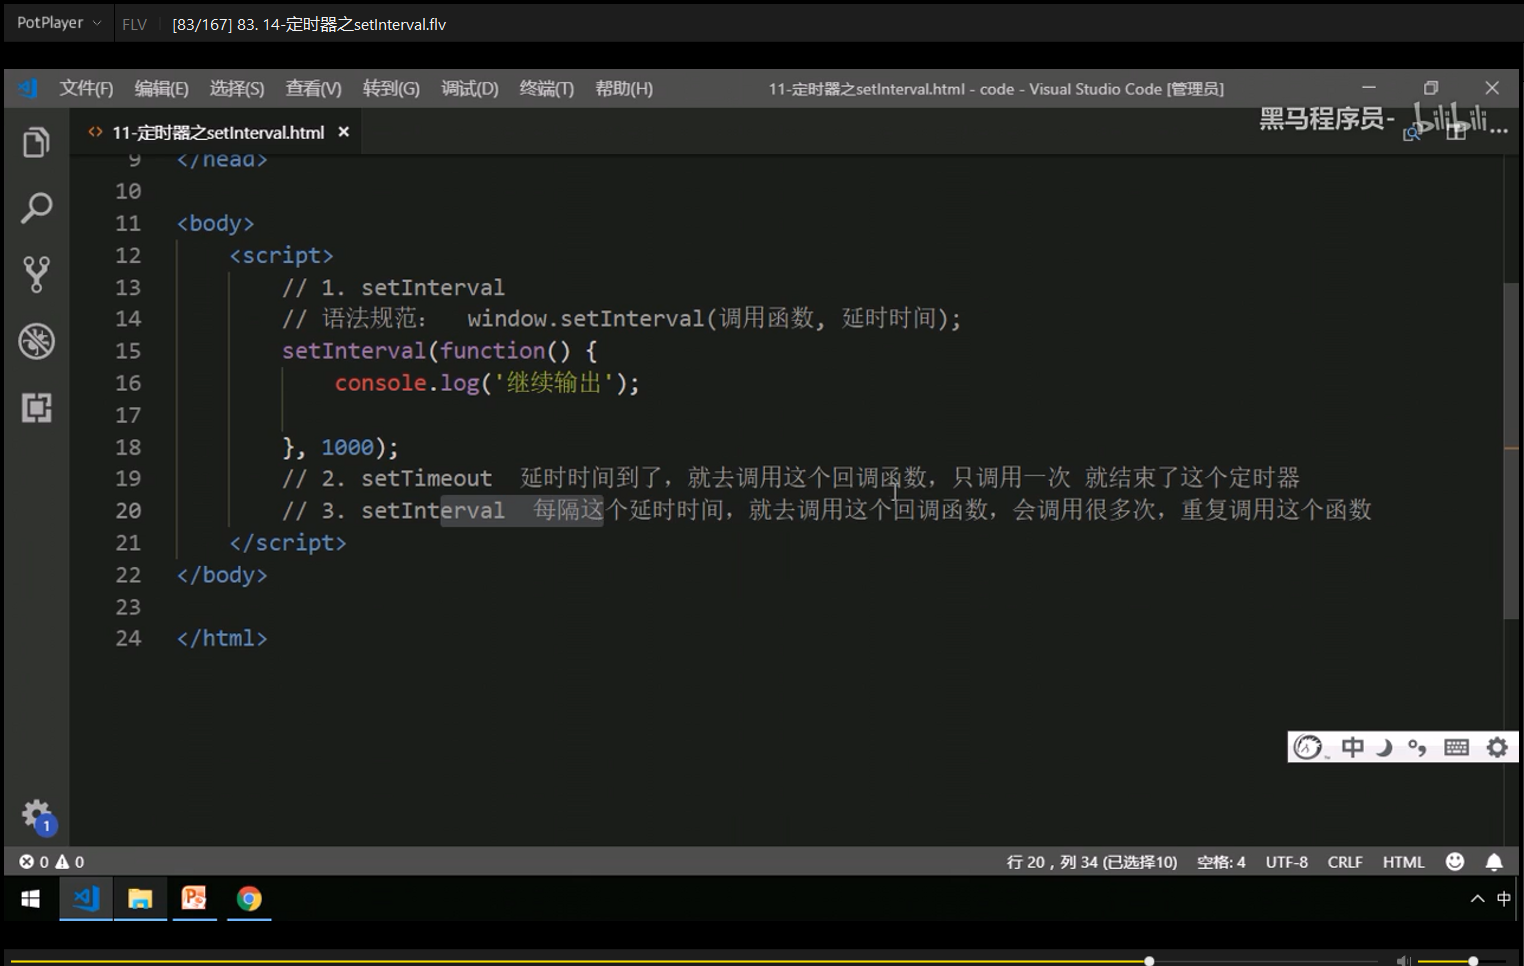 PotPlayer FLV [83/167] 83. 14-定时器之setInterval.flv
文件(F) 编辑(E) 选择(S) 查看(V) 转到(G) 调试(D) 终端(T) 帮助(H) 11-定时器之setInterval.html - code - Visual Studio Code [管理员]
11-定时器之setInterval.html
黑马程序员- bilibili
9 </head>
10
11 <body>
12 <script>
13 // 1. setInterval
14 // 语法规范： window.setInterval(调用函数, 延时时间);
15 setInterval(function() {
16 console.log('继续输出');
17
18 }, 1000);
19 // 2. setTimeout 延时时间到了，就去调用这个回调函数，只调用一次 就结束了这个定时器
20 // 3. setInterval 每隔这个延时时间，就去调用这个回调函数，会调用很多次，重复调用这个函数
21 </script>
22 </body>
23
24 </html>
中
1
0 0 行 20，列 34 (已选择10) 空格: 4 UTF-8 CRLF HTML
中